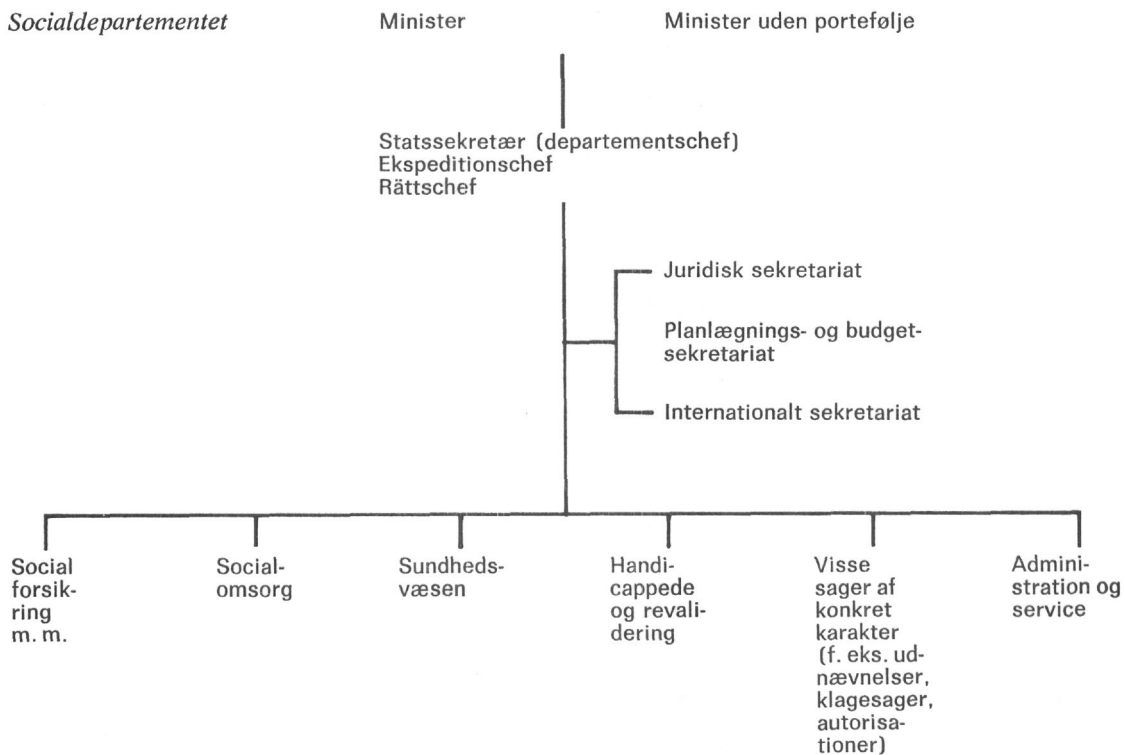 Socialdepartementet
Minister
Minister uden portefølje
Statssekretær (departementschef)
Ekspeditionschef
Rättschef
Juridisk sekretariat
Planlægnings- og budget-
sekretariat
Internationalt sekretariat
Social
forsik-
ring
m. m.
Social-
omsorg
Sundheds-
væsen
Handi-
cappede
og revali-
dering
Visse
sager af
konkret
karakter
(f. eks. ud-
nævnelser,
klagesager,
autorisa-
tioner)
Admini-
stration og
service